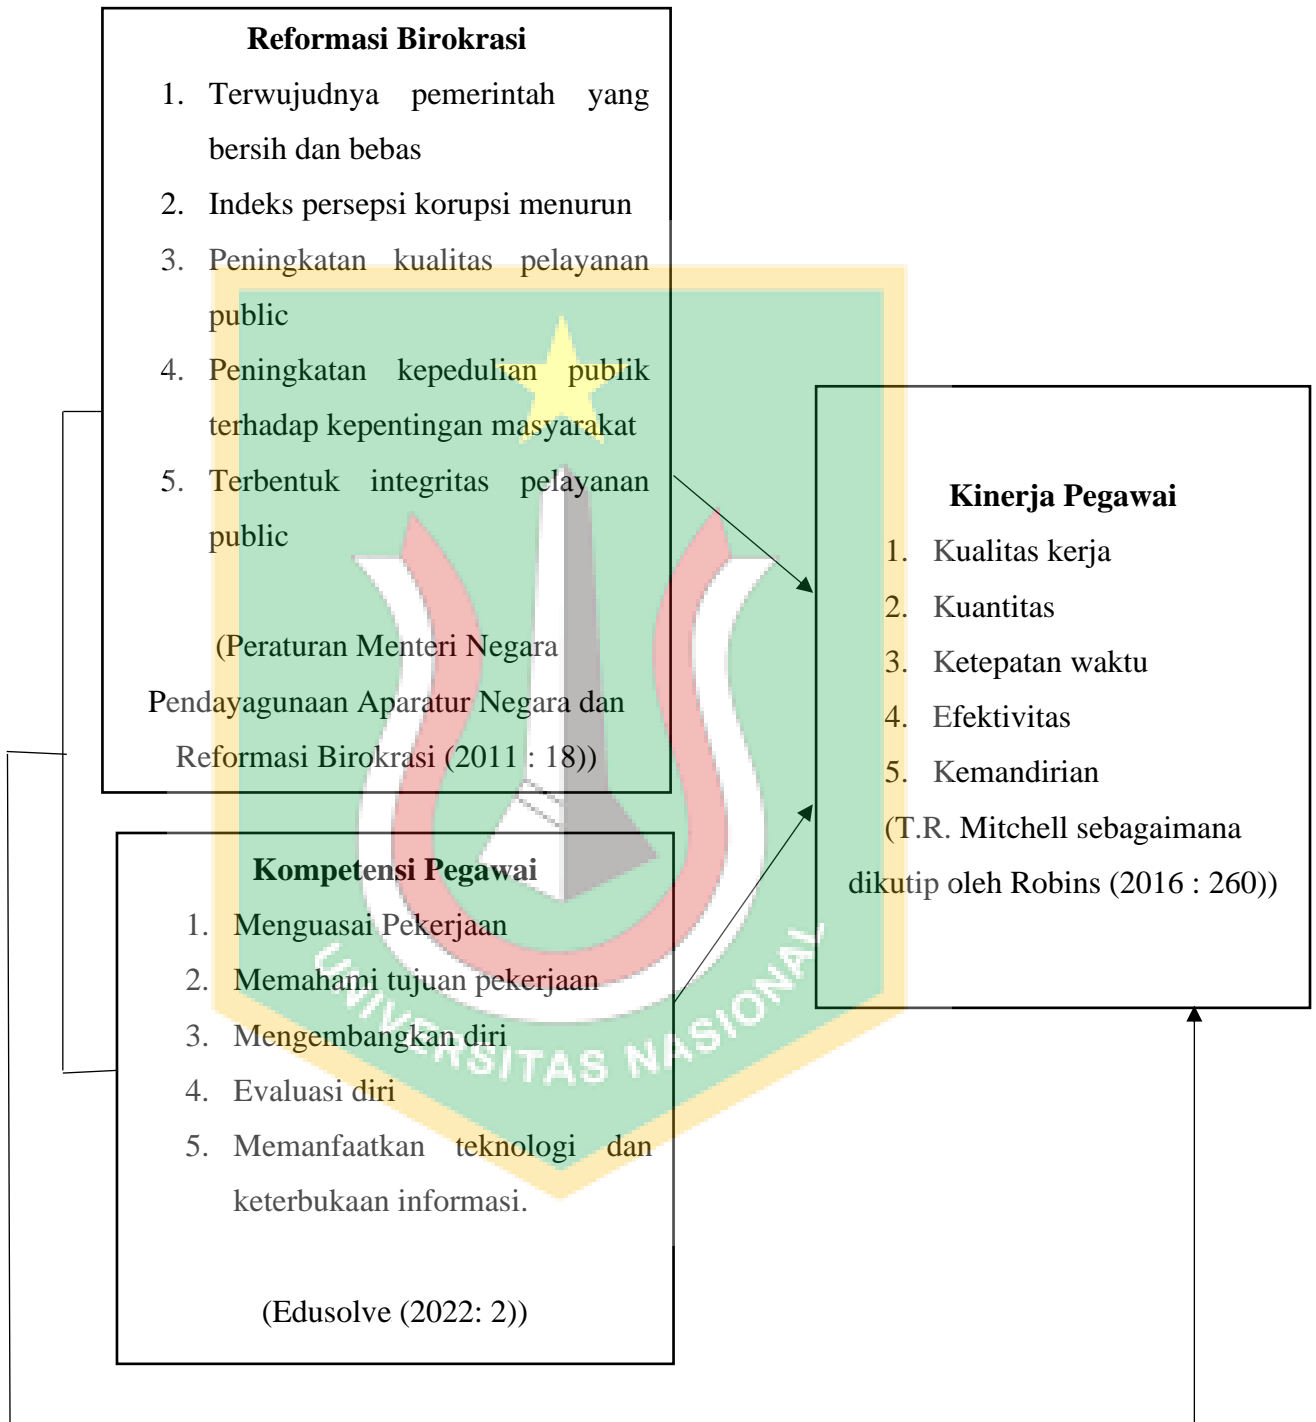 Reformasi Birokrasi
1. Terwujudnya pemerintah yang
bersih dan bebas
2. Indeks persepsi korupsi menurun
3. Peningkatan kualitas pelayanan
public
4. Peningkatan kepedulian publik
terhadap kepentingan masyarakat
5. Terbentuk integritas pelayanan
public
(Peraturan Menteri Negara
Pendayagunaan Aparatur Negara dan
Reformasi Birokrasi (2011 : 18))
Kompetensi Pegawai
1. Menguasai Pekerjaan
2. Memahami tujuan pekerjaan
3. Mengembangkan diri
4. Evaluasi diri
5. Memanfaatkan teknologi dan
keterbukaan informasi.
(Edusolve (2022: 2))
Kinerja Pegawai
1. Kualitas kerja
2. Kuantitas
3. Ketepatan waktu
4. Efektivitas
5. Kemandirian
(T.R. Mitchell sebagaimana
dikutip oleh Robins (2016 : 260))
UNIVERSITAS NASIONAL